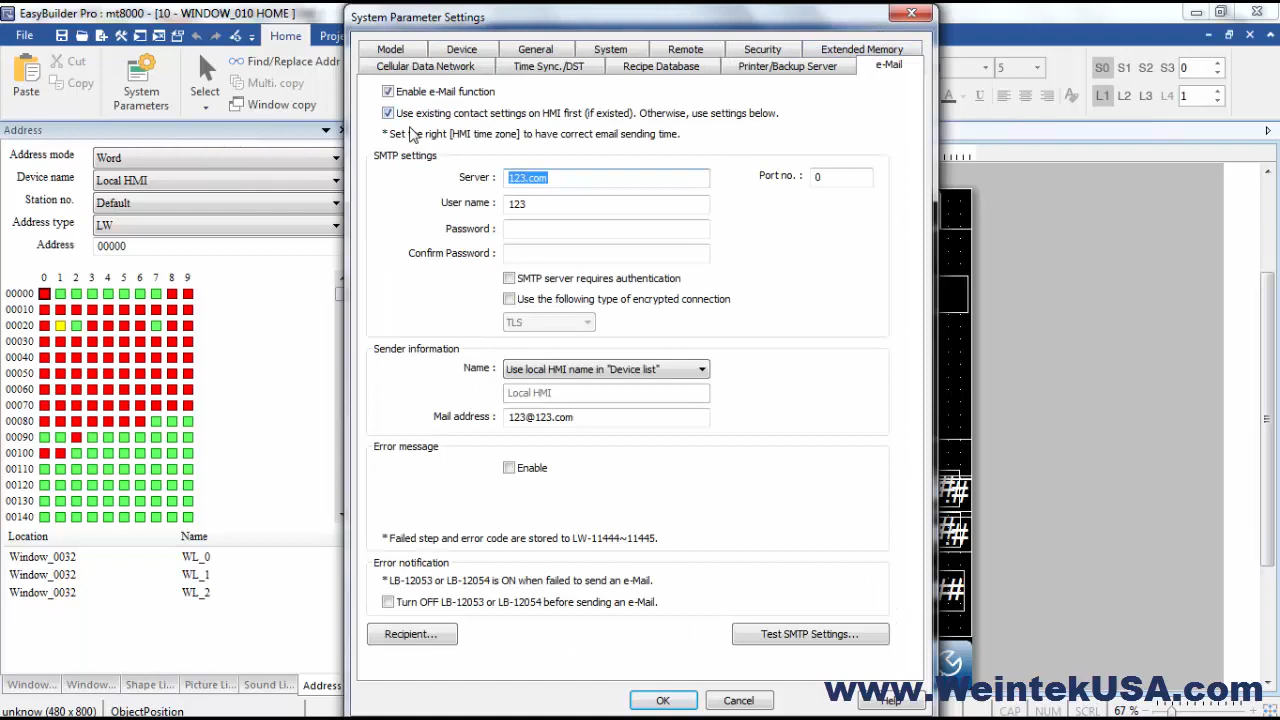 EasyBuilder Pro : mt8000 - [10 - WINDOW_010 HOME ]
System Parameter Settings
File
Home
Proj
Paste
Cut
Copy
Select
Find/Replace Addr
Multi. copy
Window copy
5
S0 S1 S2 S3 0
L1 L2 L3 1
Model Device General System Remote Security Extended Memory
Cellular Data Network Time Sync./DST Recipe Database Printer/Backup Server e-Mail
Enable e-Mail function
Use existing contact settings on HMI first (if existed). Otherwise, use settings below.
right [HMI time zone] to have correct email sending time.
SMTP settings
Server : 123.com
Port no. : 0
User name : 123
Password :
Confirm Password :
SMTP server requires authentication
Use the following type of encrypted connection
TLS
Sender information
Name : Use local HMI name in "Device list"
Local HMI
Mail address : 123@123.com
Error message
Enable
* Failed step and error code are stored to LW-11444~11445.
Error notification
* LB-12053 or LB-12054 is ON when failed to send an e-Mail.
Turn OFF LB-12053 or LB-12054 before sending an e-Mail.
Recipient...
Test SMTP Settings...
OK
Cancel
Help
Address
Address mode Word
Device name Local HMI
Station no. Default
Address type LW
Address 00000
0 1 2 3 4 5 6 7 8 9
00000
00010
00020
00030
00040
00050
00060
00070
00080
00090
00100
00110
00120
00130
00140
Location Name
Window_0032 WL_0
Window_0032 WL_1
Window_0032 WL_2
Window... Window... Shape Li... Picture Li... Sound Li... Address
unknow (480 x 800) ObjectPosition
CAP NUM SCRL 67 %
##
##
##
www.WeintekUSA.com